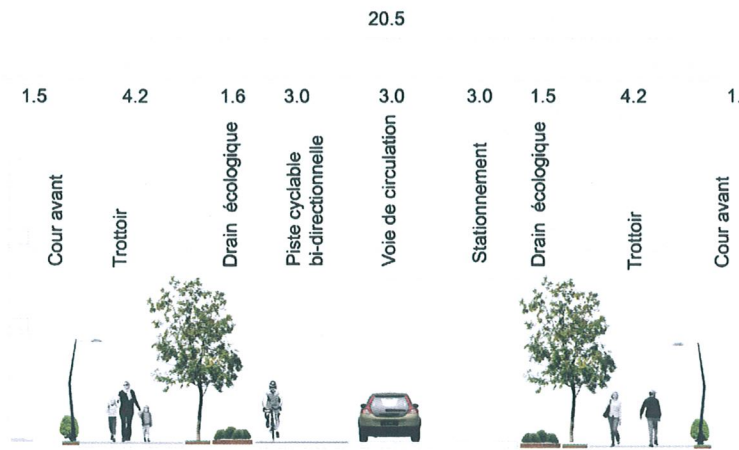 20.5
1.5 4.2 1.6 3.0 3.0 3.0 1.5 4.2 1.
Cour avant
Trottoir
Drain écologique
Piste cyclable
bi-directionnelle
Voie de circulation
Stationnement
Drain écologique
Trottoir
Cour avant